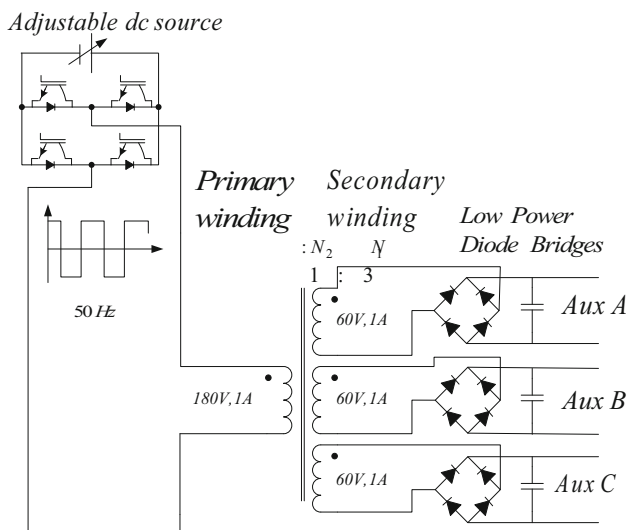 Adjustable dc source
Primary
winding
Secondary
winding
Low Power
Diode Bridges
: N2 N1
1 : 3
50 Hz
60V, 1A
Aux A
180V, 1A
60V, 1A
Aux B
60V, 1A
Aux C